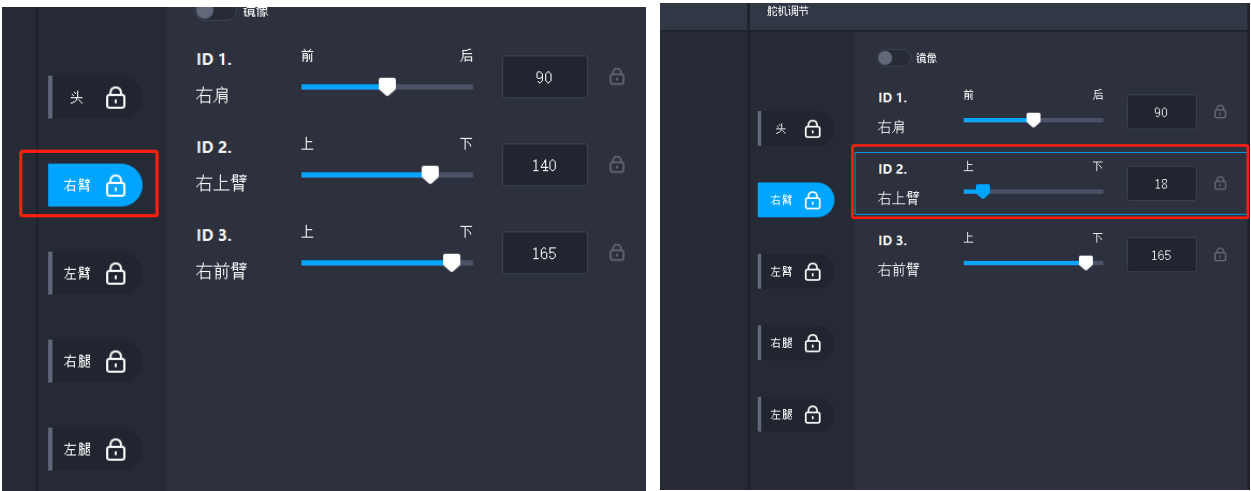 镜像
头
ID 1.
前
后
90
右肩
右臂
ID 2.
上
下
140
右上臂
左臂
ID 3.
上
下
165
右前臂
右腿
左腿
舵机调节
镜像
头
ID 1.
前
后
90
右肩
右臂
ID 2.
上
下
18
右上臂
左臂
ID 3.
上
下
165
右前臂
右腿
左腿